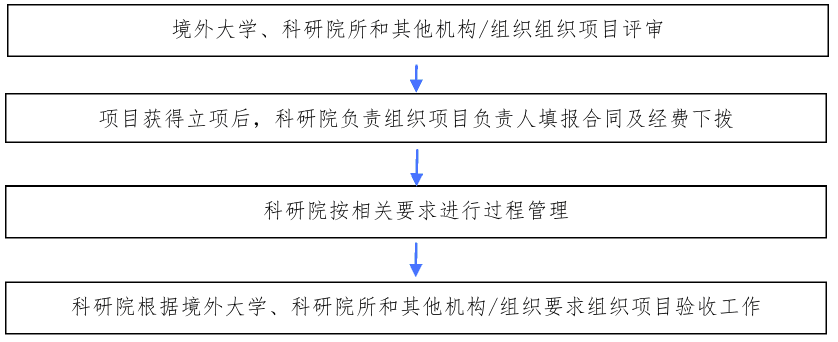 境外大学、科研院所和其他机构/组织组织项目评审
项目获得立项后，科研院负责组织项目负责人填报合同及经费下拨
科研院按相关要求进行过程管理
科研院根据境外大学、科研院所和其他机构/组织要求组织项目验收工作